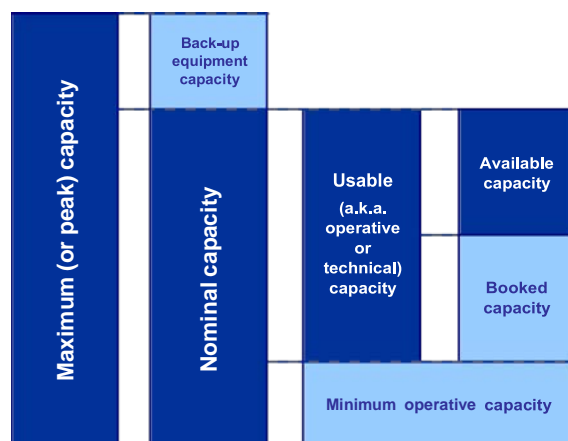 Maximum (or peak) capacity
Back-up
equipment
capacity
Nominal capacity
Usable
(a.k.a.
operative
or
technical)
capacity
Available
capacity
Booked
capacity
Minimum operative capacity